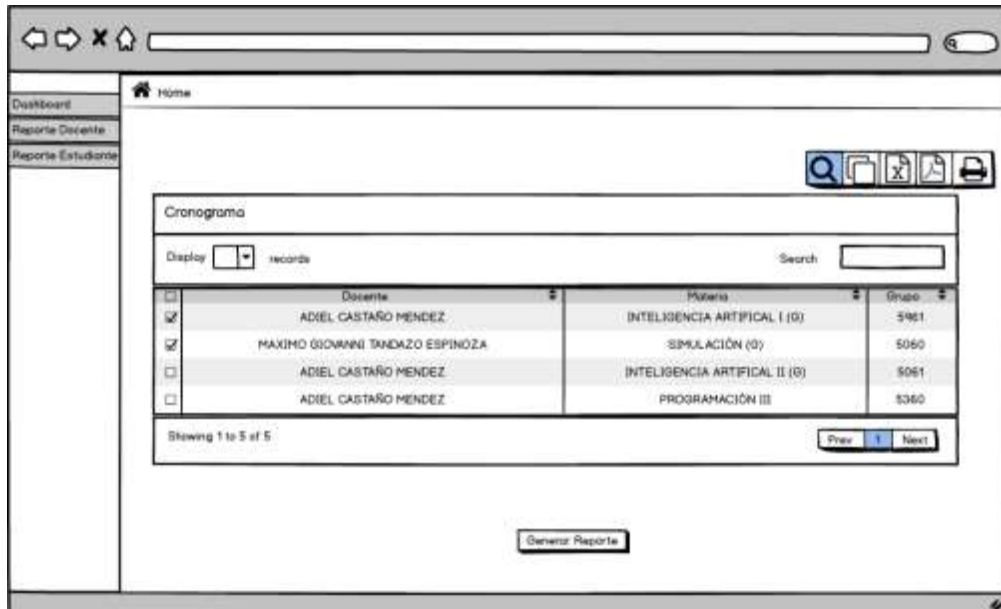 Home
Dashboard
Reporte Docente
Reporte Estudiante
Cronograma
Display records Search
Docente Materia Grupo
ADIEL CASTAÑO MENDEZ INTELIGENCIA ARTIFICAL I (G) 5961
MAXIMO GIOVANNI TANDAZO ESPINOZA SIMULACIÓN (G) 5060
ADIEL CASTAÑO MENDEZ INTELIGENCIA ARTIFICAL II (G) 5061
ADIEL CASTAÑO MENDEZ PROGRAMACIÓN III 5360
Showing 1 to 5 of 5 Prev 1 Next
Generar Reporte